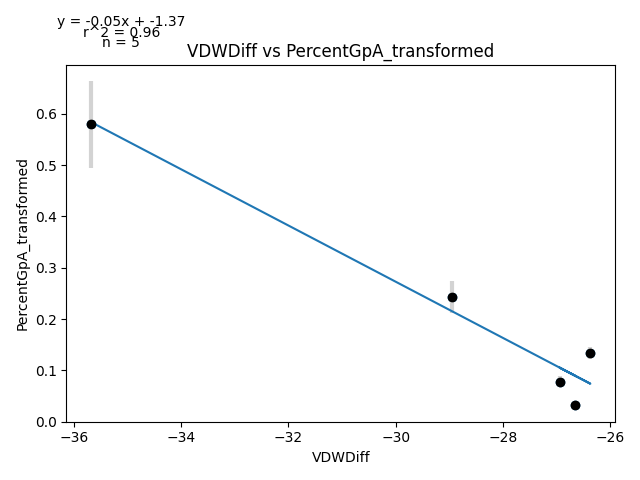 y = -0.05x + -1.37
r^2 = 0.96
n = 5
VDWDiff vs PercentGpA_transformed
PercentGpA_transformed
0.6
0.5
0.4
0.3
0.2
0.1
0.0
−36
−34
−32
−30
−28
−26
VDWDiff